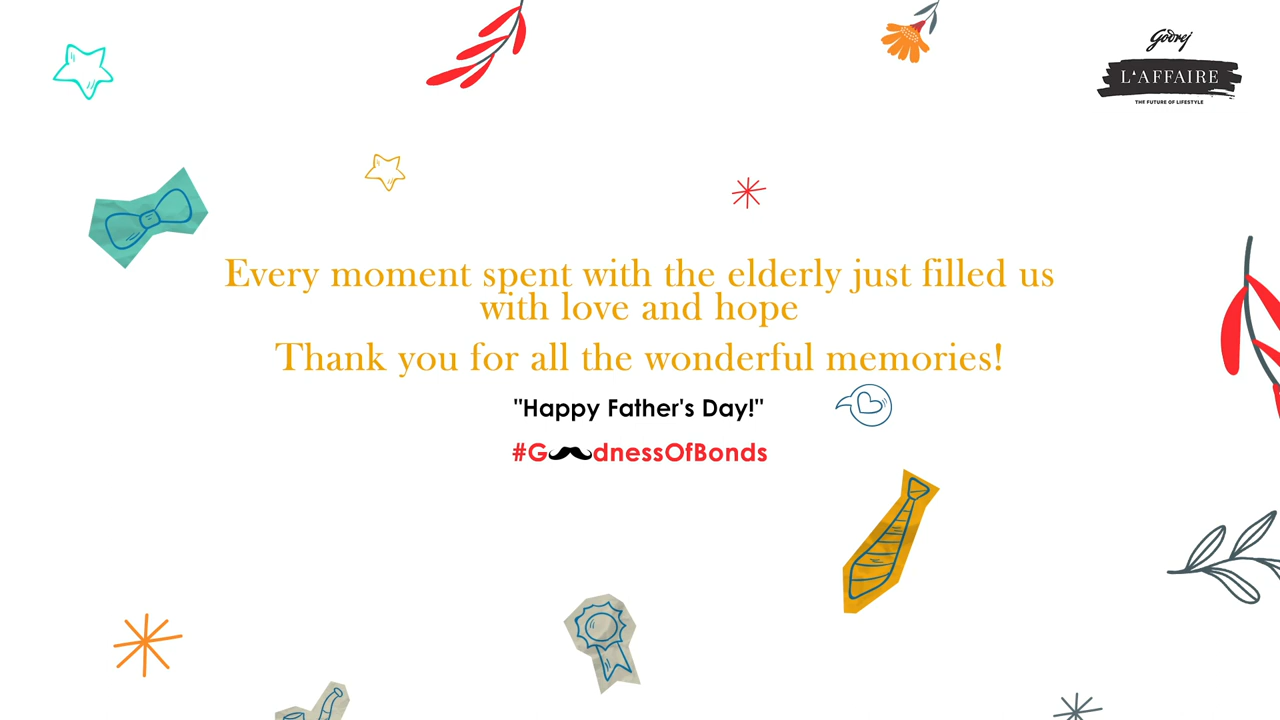 Godrej
L'AFFAIRE
THE FUTURE OF LIFESTYLE
Every moment spent with the elderly just filled us
with love and hope
Thank you for all the wonderful memories!
"Happy Father's Day!"
#GoodnessOfBonds